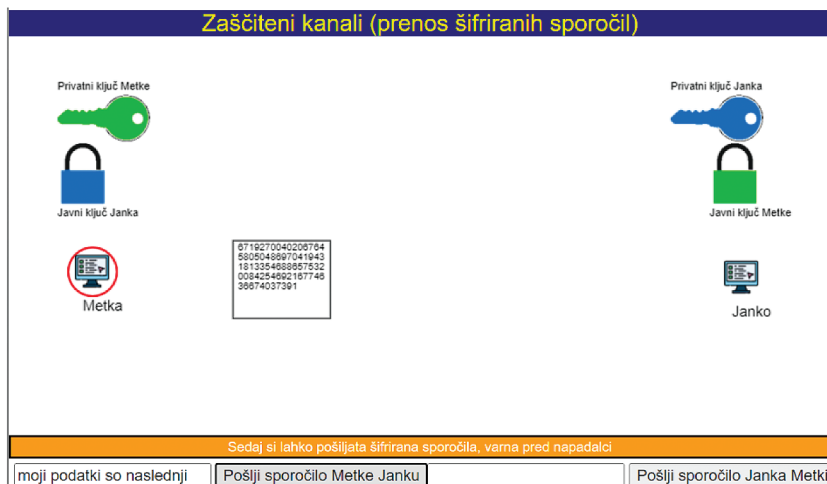 Zaščiteni kanali (prenos šifriranih sporočil)
Privatni ključ Metke
Privatni ključ Janka
Javni ključ Janka
Javni ključ Metke
6719270040206764
5805048697041943
1813354688657532
0084254692167746
36674037391
Metka
Janko
Sedaj si lahko pošiljata šifrirana sporočila, varna pred napadalci
moji podatki so naslednji
Pošlji sporočilo Metke Janku
Pošlji sporočilo Janka Metki